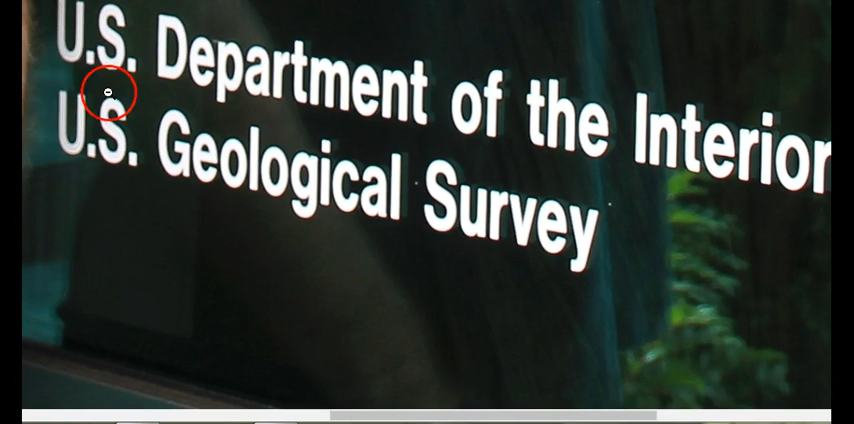 U.S. Department of the Interior
U.S. Geological Survey